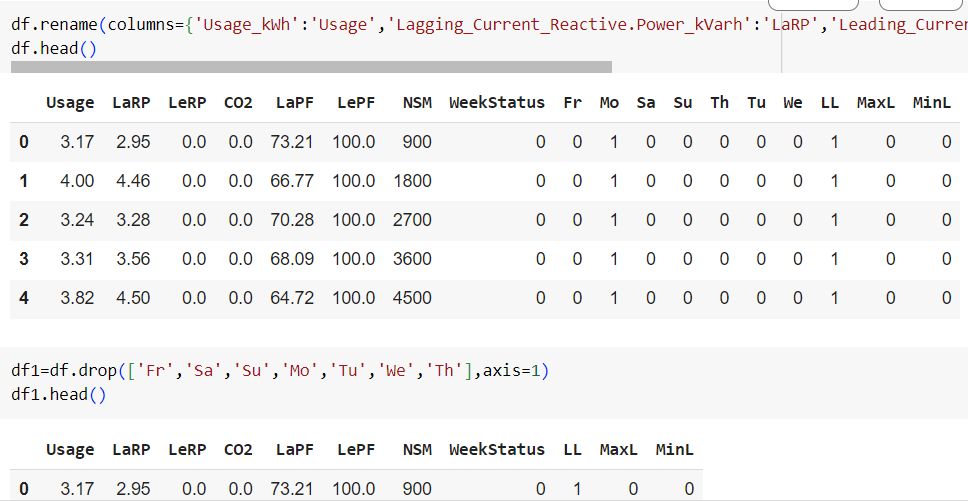 df.rename(columns={'Usage_kWh':'Usage','Lagging_Current_Reactive.Power_kVarh':'LaRP','Leading_Curren
df.head()
Usage LaRP LeRP CO2 LaPF LePF NSM WeekStatus Fr Mo Sa Su Th Tu We LL MaxL MinL
0 3.17 2.95 0.0 0.0 73.21 100.0 900 0 0 1 0 0 0 0 0 1 0 0
1 4.00 4.46 0.0 0.0 66.77 100.0 1800 0 0 1 0 0 0 0 0 1 0 0
2 3.24 3.28 0.0 0.0 70.28 100.0 2700 0 0 1 0 0 0 0 0 1 0 0
3 3.31 3.56 0.0 0.0 68.09 100.0 3600 0 0 1 0 0 0 0 0 1 0 0
4 3.82 4.50 0.0 0.0 64.72 100.0 4500 0 0 1 0 0 0 0 0 1 0 0
df1=df.drop(['Fr','Sa','Su','Mo','Tu','We','Th'],axis=1)
df1.head()
Usage LaRP LeRP CO2 LaPF LePF NSM WeekStatus LL MaxL MinL
0 3.17 2.95 0.0 0.0 73.21 100.0 900 0 1 0 0